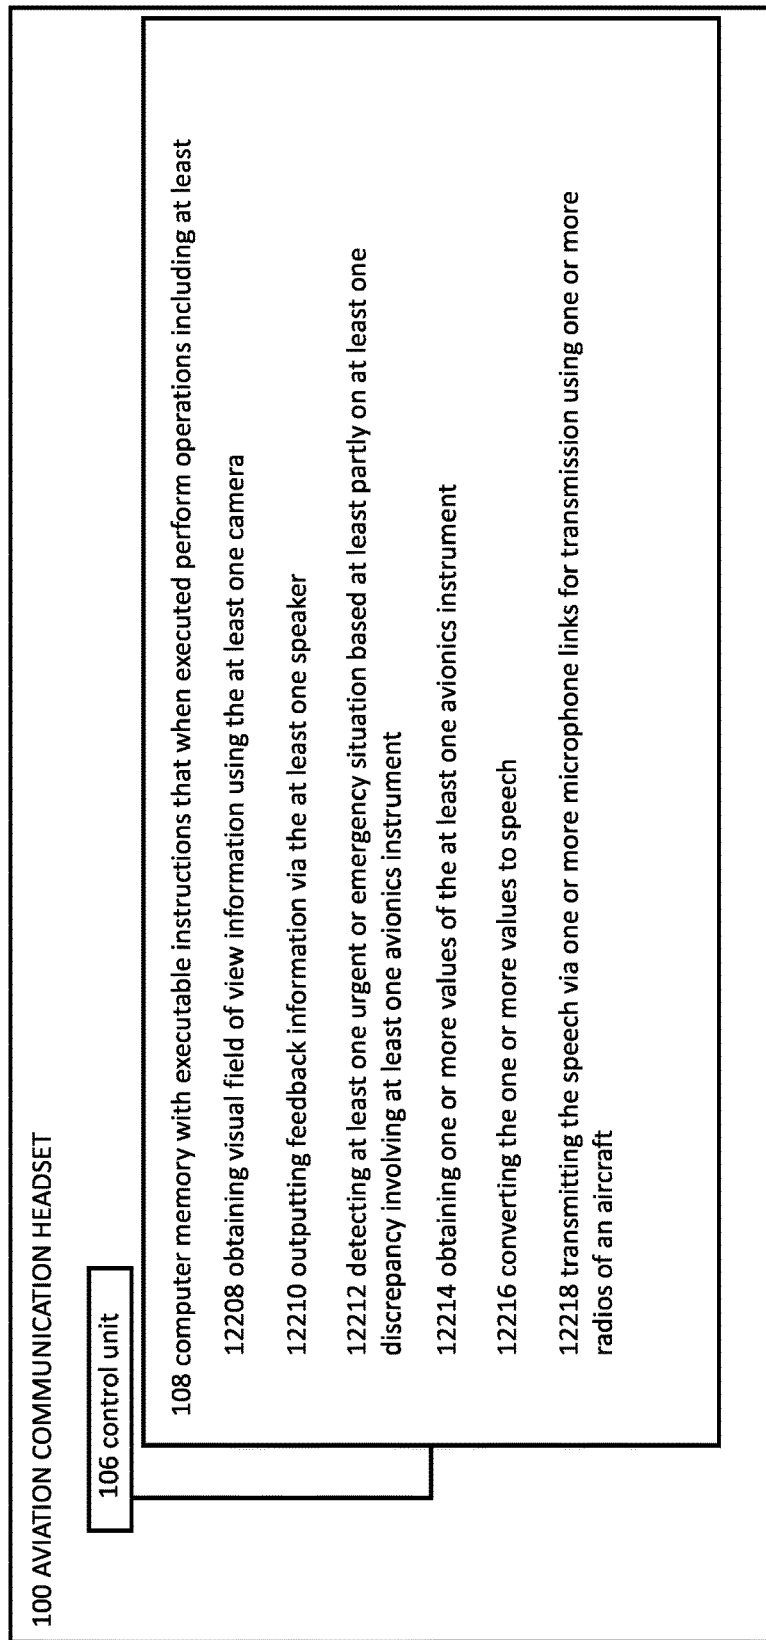 100 AVIATION COMMUNICATION HEADSET
106 control unit
108 computer memory with executable instructions that when executed perform operations including at least
12208 obtaining visual field of view information using the at least one camera
12210 outputting feedback information via the at least one speaker
12212 detecting at least one urgent or emergency situation based at least partly on at least one
discrepancy involving at least one avionics instrument
12214 obtaining one or more values of the at least one avionics instrument
12216 converting the one or more values to speech
12218 transmitting the speech via one or more microphone links for transmission using one or more
radios of an aircraft